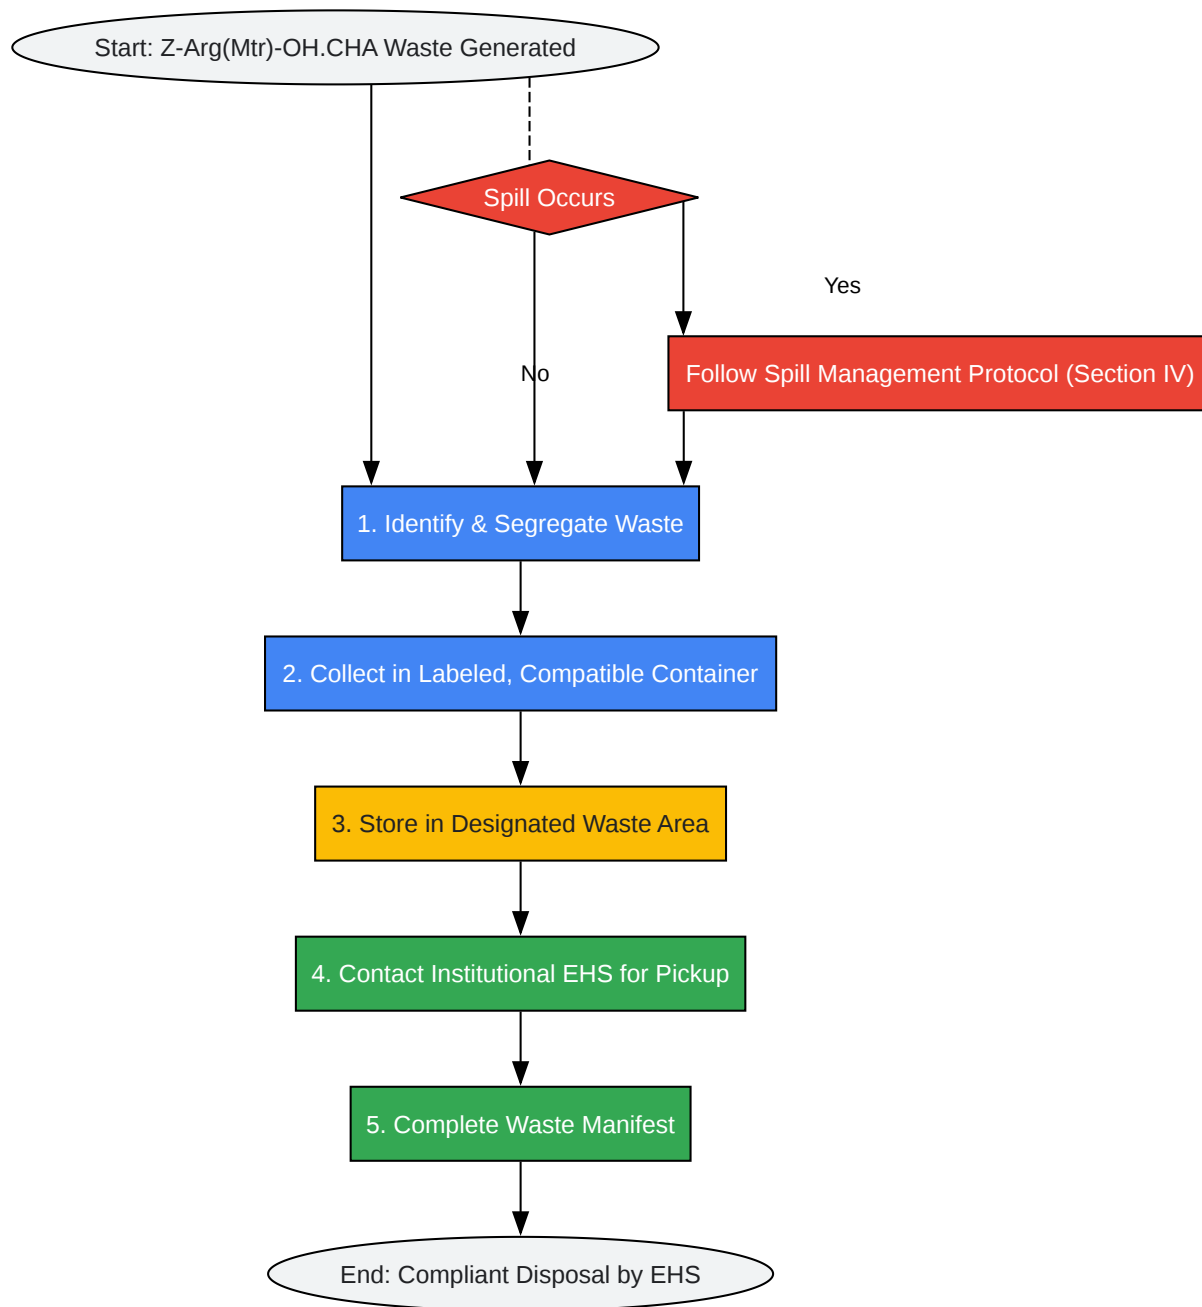 Start: Z-Arg(Mtr)-OH.CHA Waste Generated
Spill Occurs
Yes
No
Follow Spill Management Protocol (Section IV)
1. Identify & Segregate Waste
2. Collect in Labeled, Compatible Container
3. Store in Designated Waste Area
4. Contact Institutional EHS for Pickup
5. Complete Waste Manifest
End: Compliant Disposal by EHS